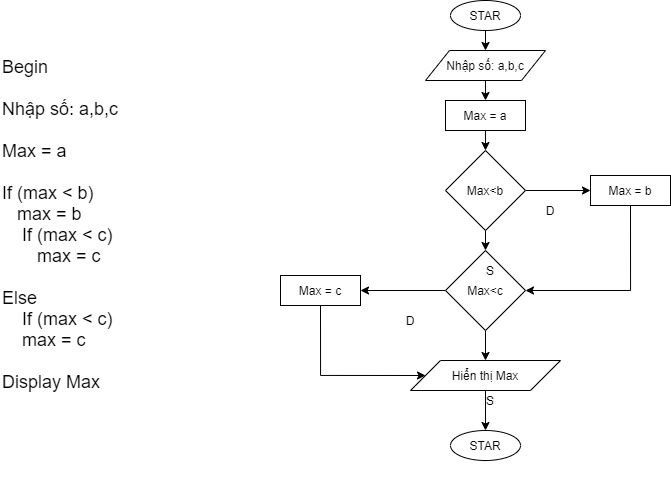 Begin
Nhập số: a,b,c
Max = a
If (max < b)
max = b
If (max < c)
max = c
Else
If (max < c)
max = c
Display Max
STAR
Nhập số: a,b,c
Max = a
Max<b
D
Max = b
S
Max<c
Max = c
D
Hiển thị Max
S
STAR